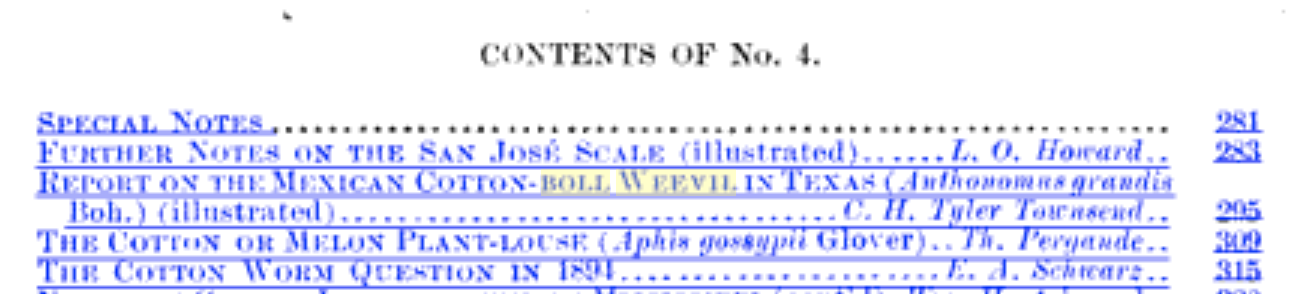 CONTENTS OF No. 4.
SPECIAL NOTES ........................................ 281
FURTHER NOTES ON THE SAN JOSÉ SCALE (illustrated)......L. O. Howard.. 283
REPORT ON THE MEXICAN COTTON-BOLL WEEVIL IN TEXAS (Anthonomus grandis
Boh.) (illustrated)..............................C. H. Tyler Townsend.. 295
THE COTTON OR MELON PLANT-LOUSE (Aphis gossypii Glover)..Th. Pergande.. 309
THE COTTON WORM QUESTION IN 1894......................E. A. Schwarz.. 315